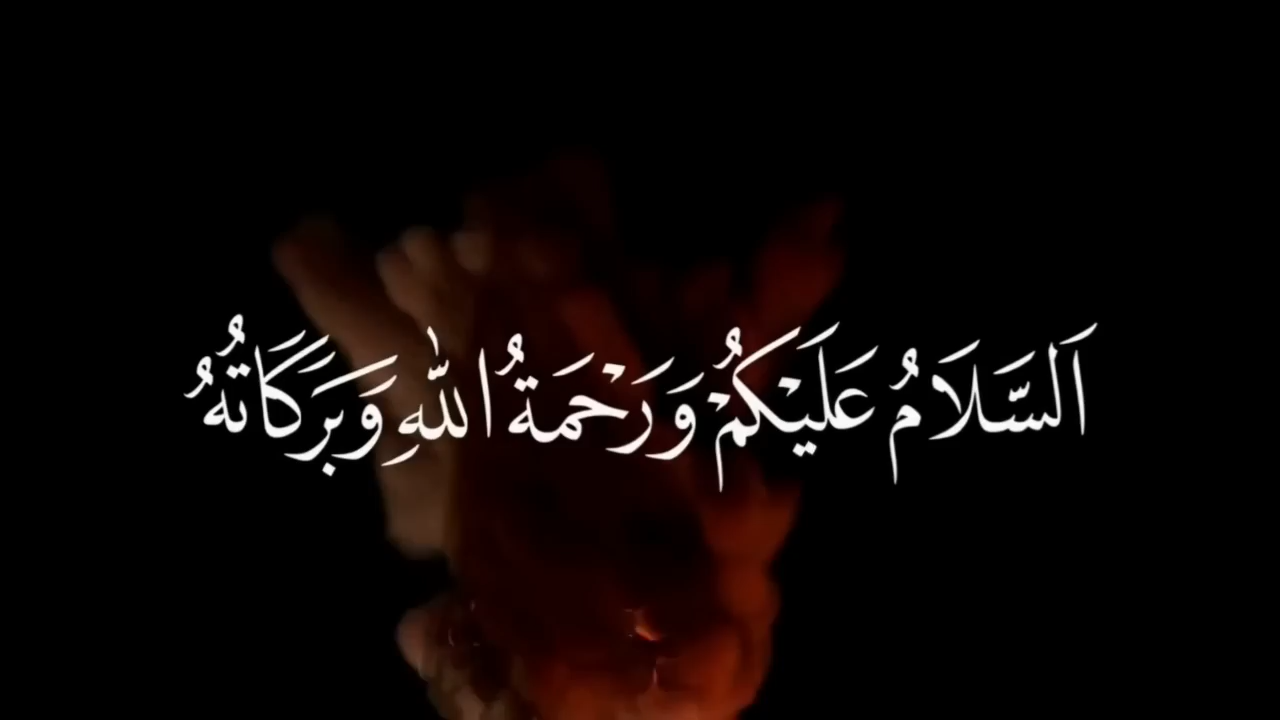 اَلسَّلَامُ عَلَيْكُمْ وَرَحْمَةُ اللهِ وَبَرَكَاتُهُ